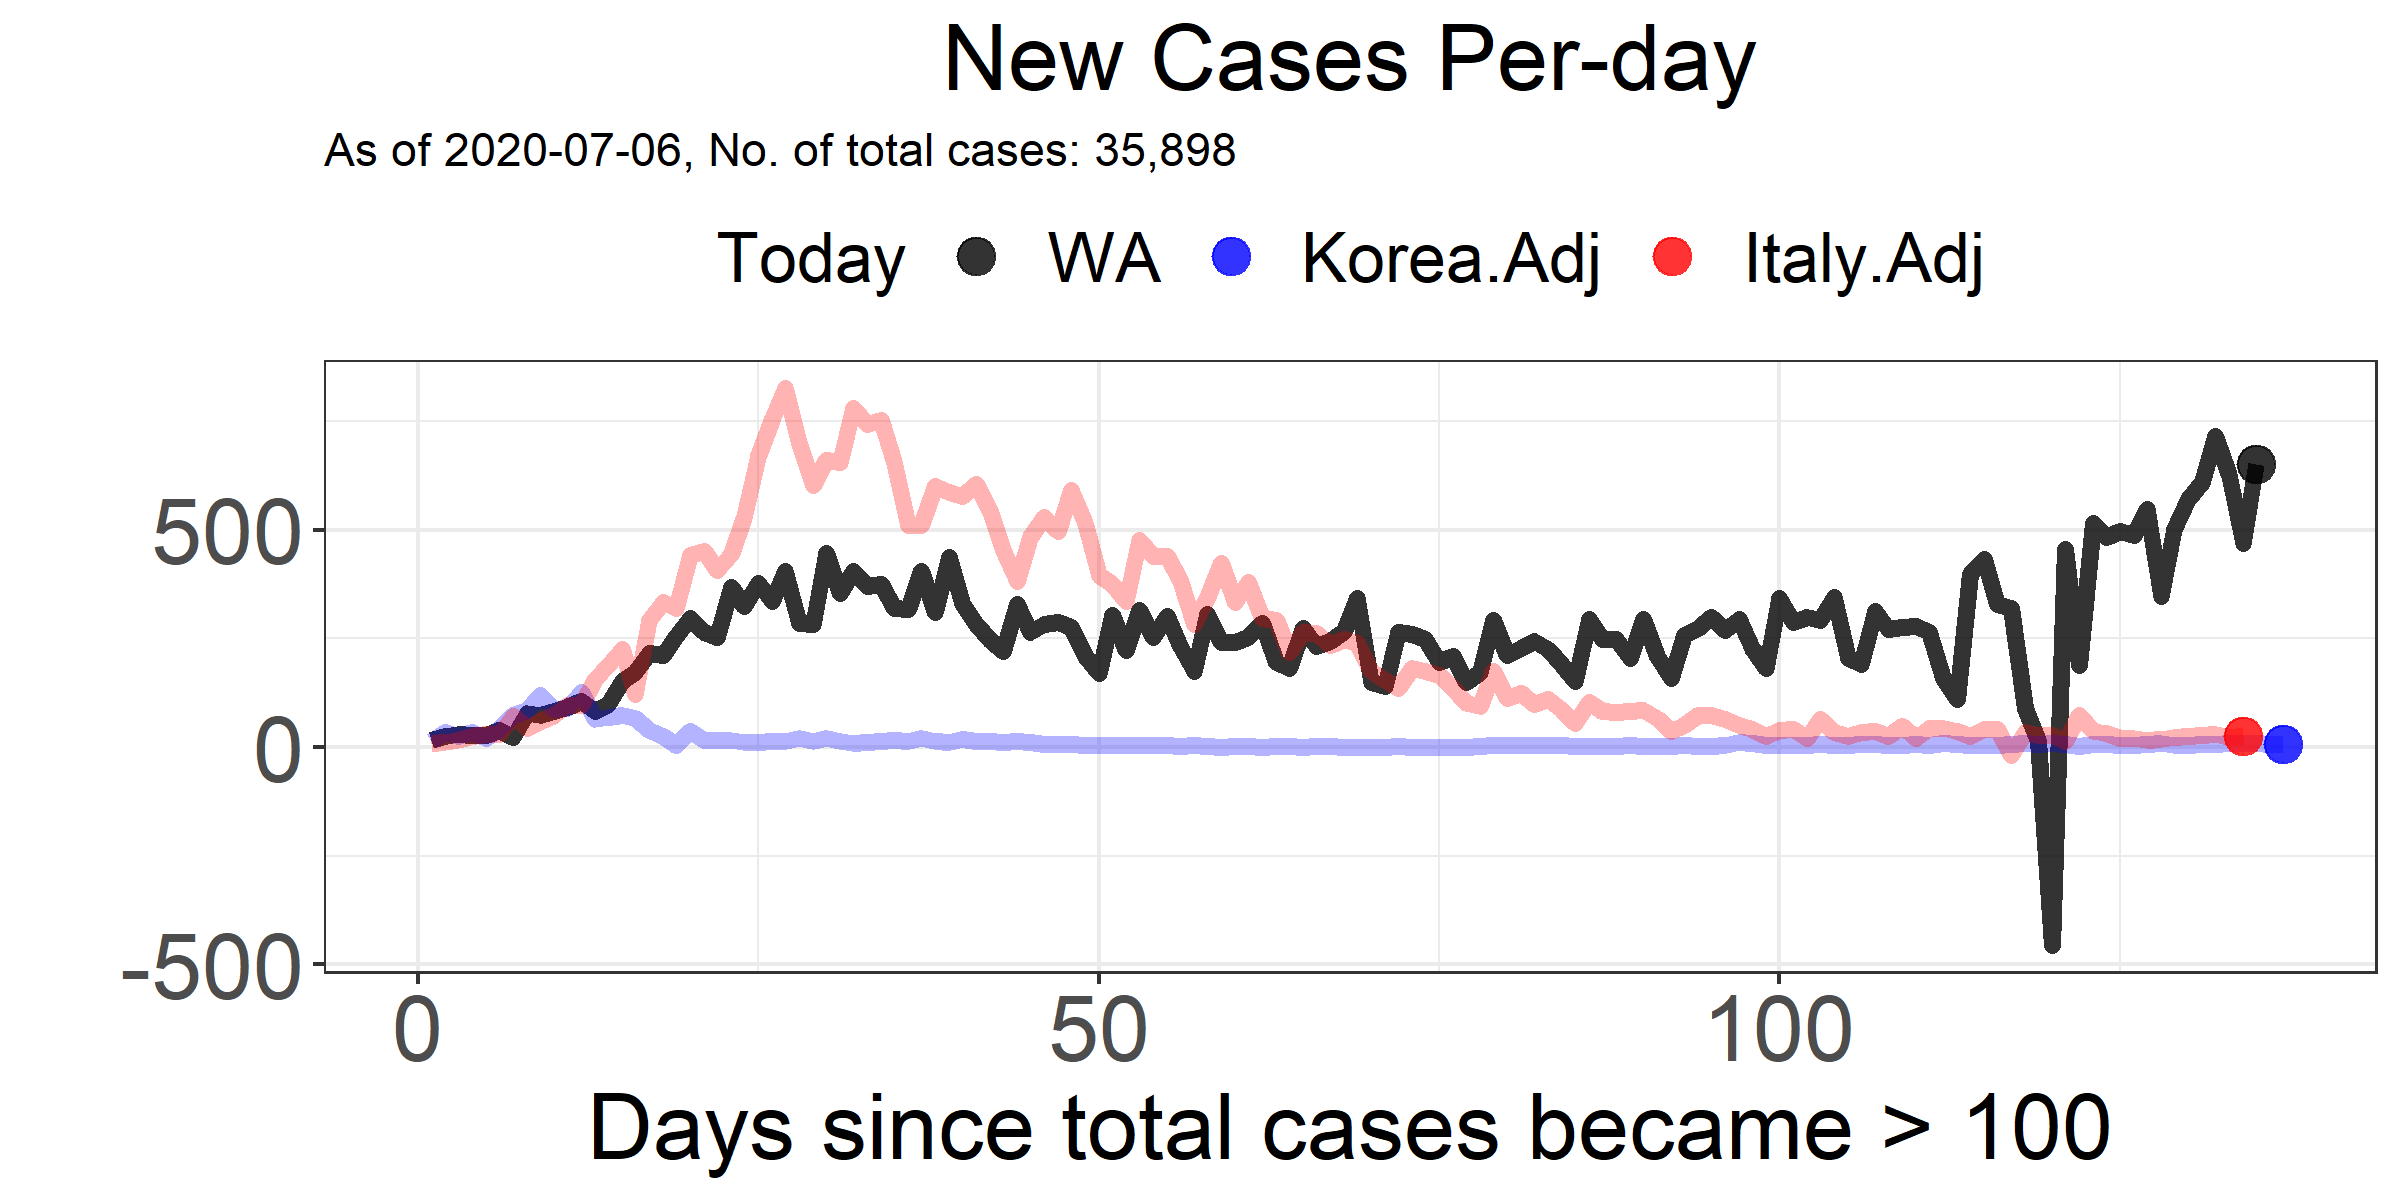 New Cases Per-day
As of 2020-07-06, No. of total cases: 35,898
Today WA Korea.Adj Italy.Adj
500
0
-500
0 50 100
Days since total cases became > 100